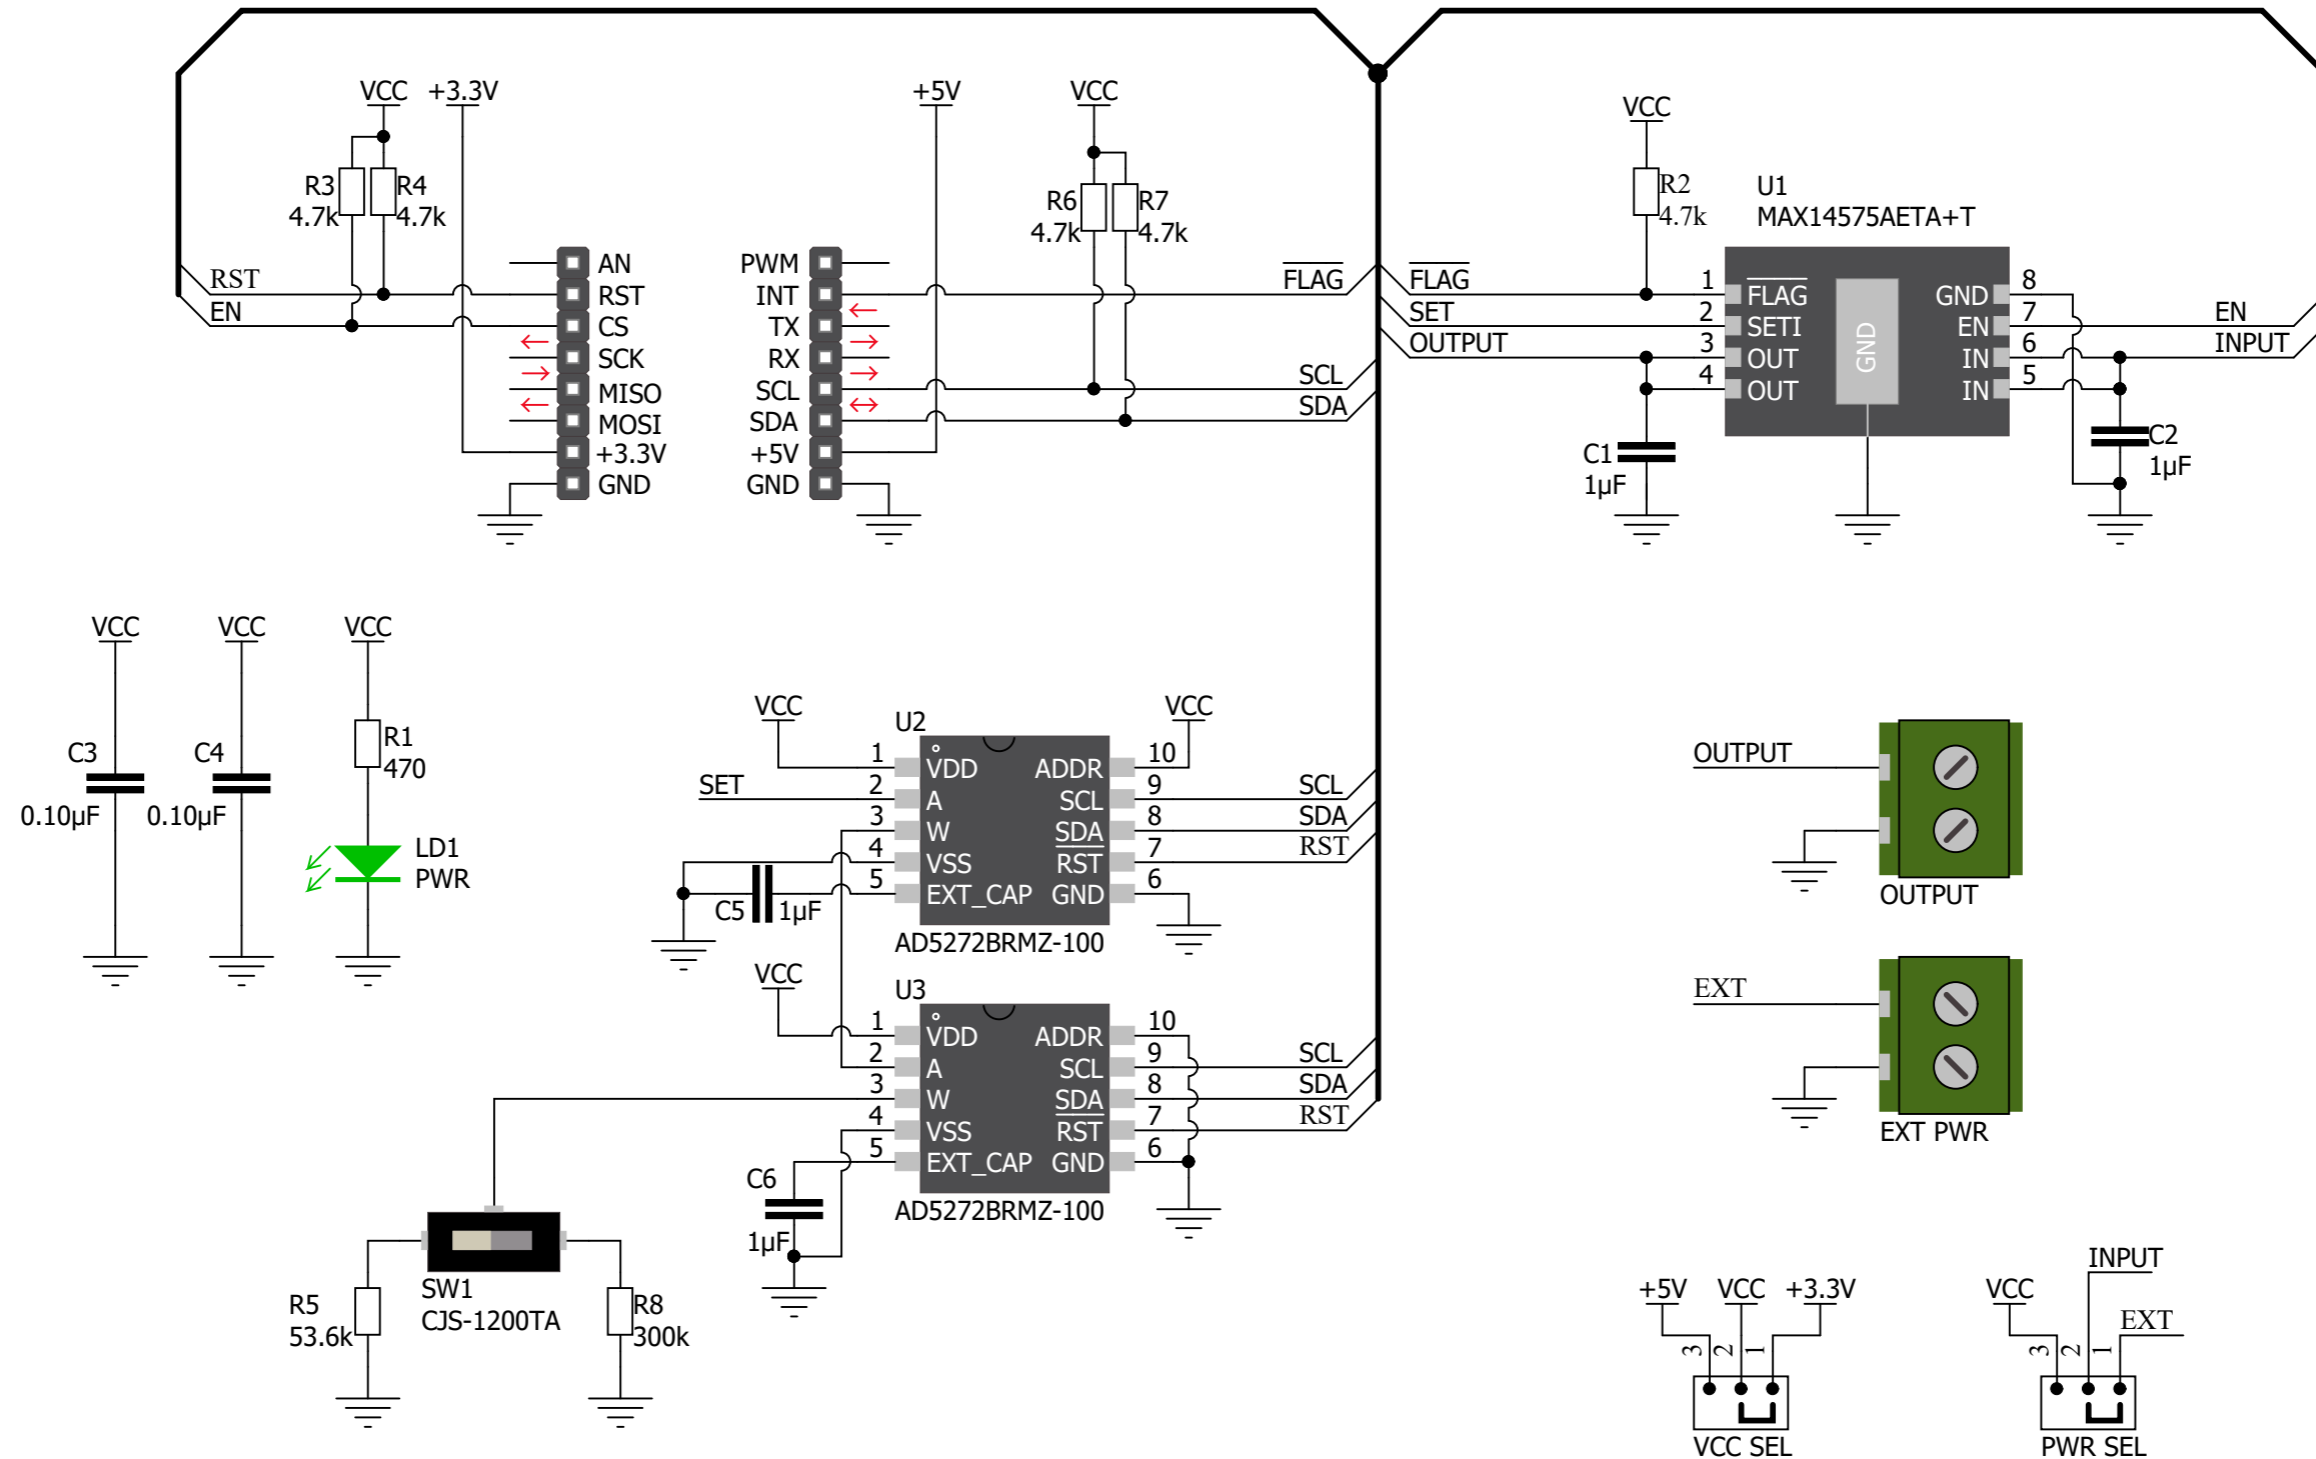 VCC
+3.3V
R3
4.7k
R4
4.7k
RST
EN
AN
RST
CS
SCK
MISO
MOSI
+3.3V
GND
+5V
VCC
R6
4.7k
R7
4.7k
PWM
INT
TX
RX
SCL
SDA
+5V
GND
FLAG
SCL
SDA
VCC
R2
4.7k
U1
MAX14575AETA+T
FLAG
SET
OUTPUT
1
2
3
4
FLAG
SETI
OUT
OUT
GND
GND
EN
IN
IN
8
7
6
5
EN
INPUT
C1
1µF
C2
1µF
VCC
C3
0.10µF
VCC
C4
0.10µF
VCC
R1
470
LD1
PWR
VCC
U2
VCC
SET
1
2
3
4
5
VDD
A
W
VSS
EXT_CAP
ADDR
SCL
SDA
RST
GND
10
9
8
7
6
SCL
SDA
RST
C5
1µF
AD5272BRMZ-100
VCC
U3
1
2
3
4
5
VDD
A
W
VSS
EXT_CAP
ADDR
SCL
SDA
RST
GND
10
9
8
7
6
SCL
SDA
RST
C6
1µF
AD5272BRMZ-100
SW1
CJS-1200TA
R5
53.6k
R8
300k
OUTPUT
OUTPUT
EXT
EXT PWR
+5V
VCC
+3.3V
3
2
1
VCC SEL
VCC
INPUT
EXT
3
2
1
PWR SEL